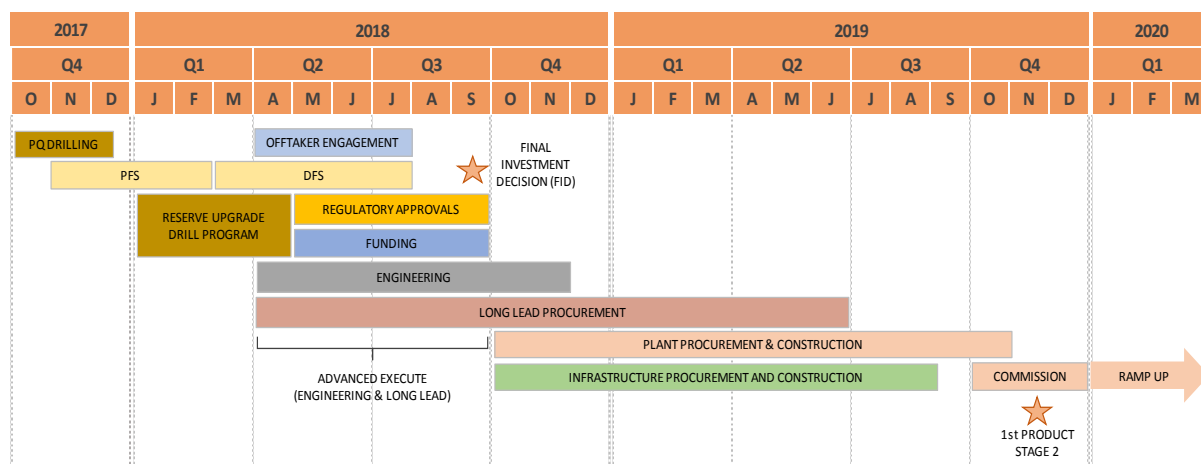 2017 2018 2019 2020
Q4 Q1 Q2 Q3 Q4 Q1 Q2 Q3 Q4 Q1
O N D J F M A M J J A S O N D J F M A M J J A S O N D J F M
PQ DRILLING
OFFTAKER ENGAGEMENT
FINAL
INVESTMENT
DECISION (FID)
PFS
DFS
RESERVE UPGRADE
DRILL PROGRAM
REGULATORY APPROVALS
FUNDING
ENGINEERING
LONG LEAD PROCUREMENT
PLANT PROCUREMENT & CONSTRUCTION
ADVANCED EXECUTE
(ENGINEERING & LONG LEAD)
INFRASTRUCTURE PROCUREMENT AND CONSTRUCTION
COMMISSION
RAMP UP
1st PRODUCT
STAGE 2